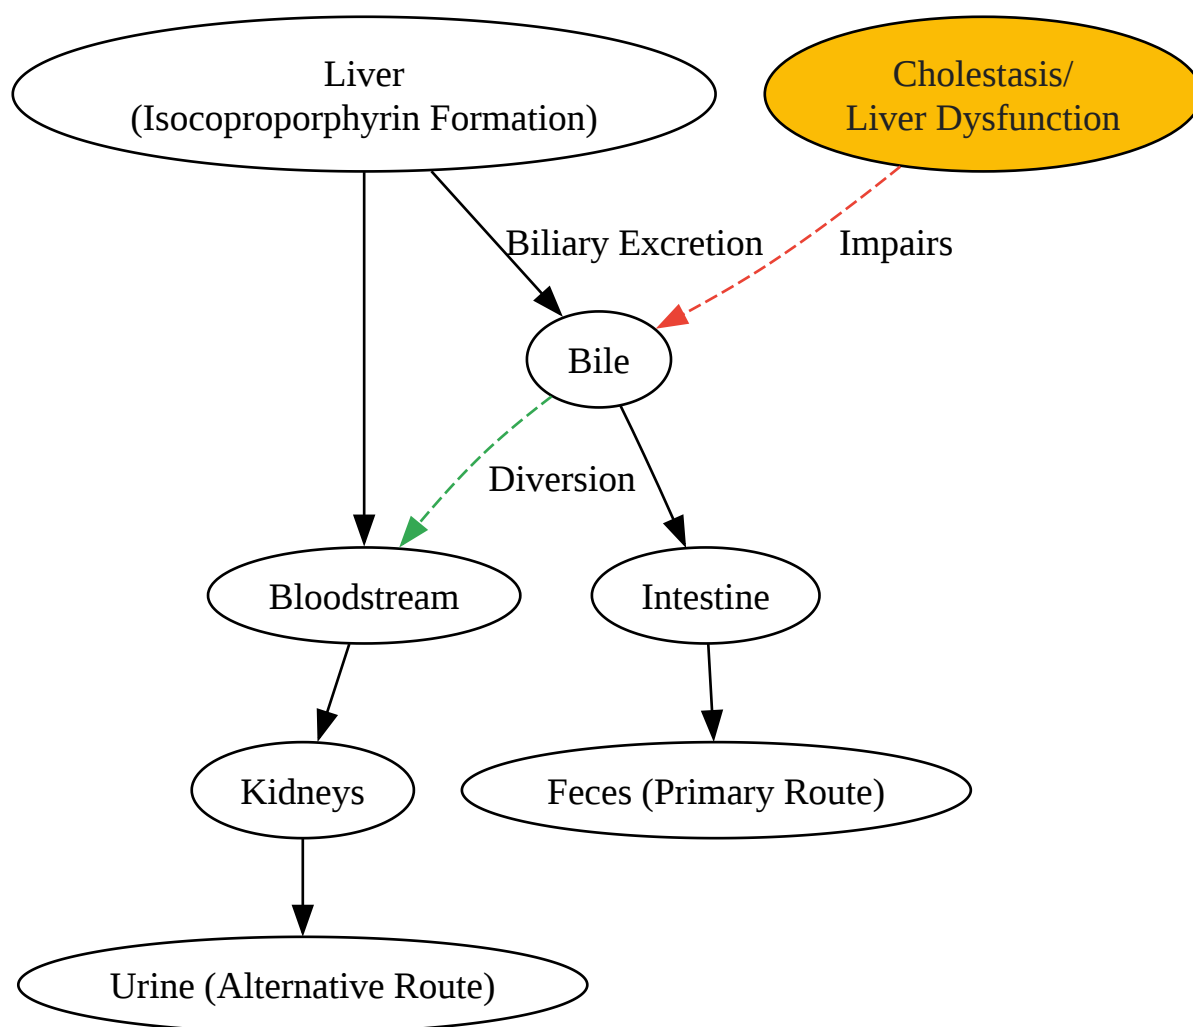 Liver
(Isocoproporphyrin Formation)
Cholestasis/
Liver Dysfunction
Biliary Excretion
Impairs
Bile
Diversion
Bloodstream
Intestine
Kidneys
Feces (Primary Route)
Urine (Alternative Route)